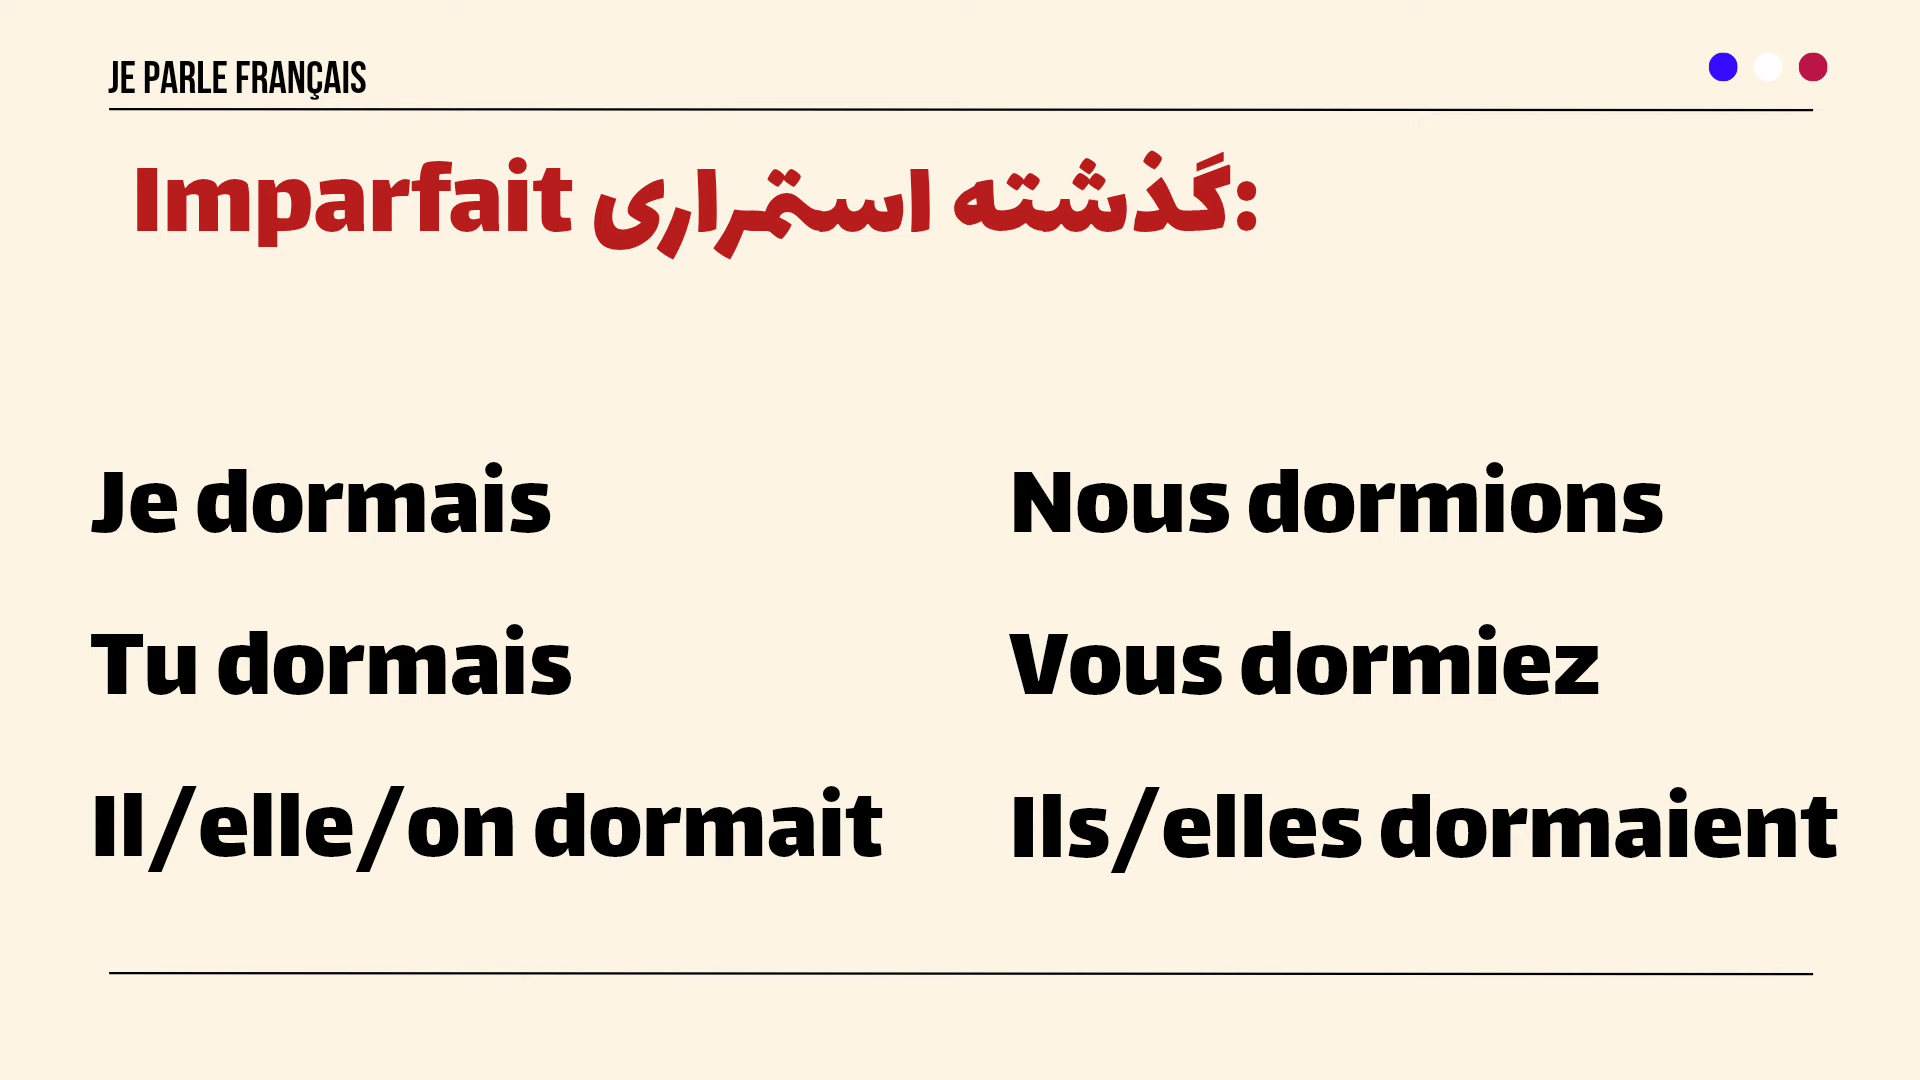 JE PARLE FRANÇAIS
Imparfait گذشته استمراری:
Je dormais
Tu dormais
Il/elle/on dormait
Nous dormions
Vous dormiez
Ils/elles dormaient